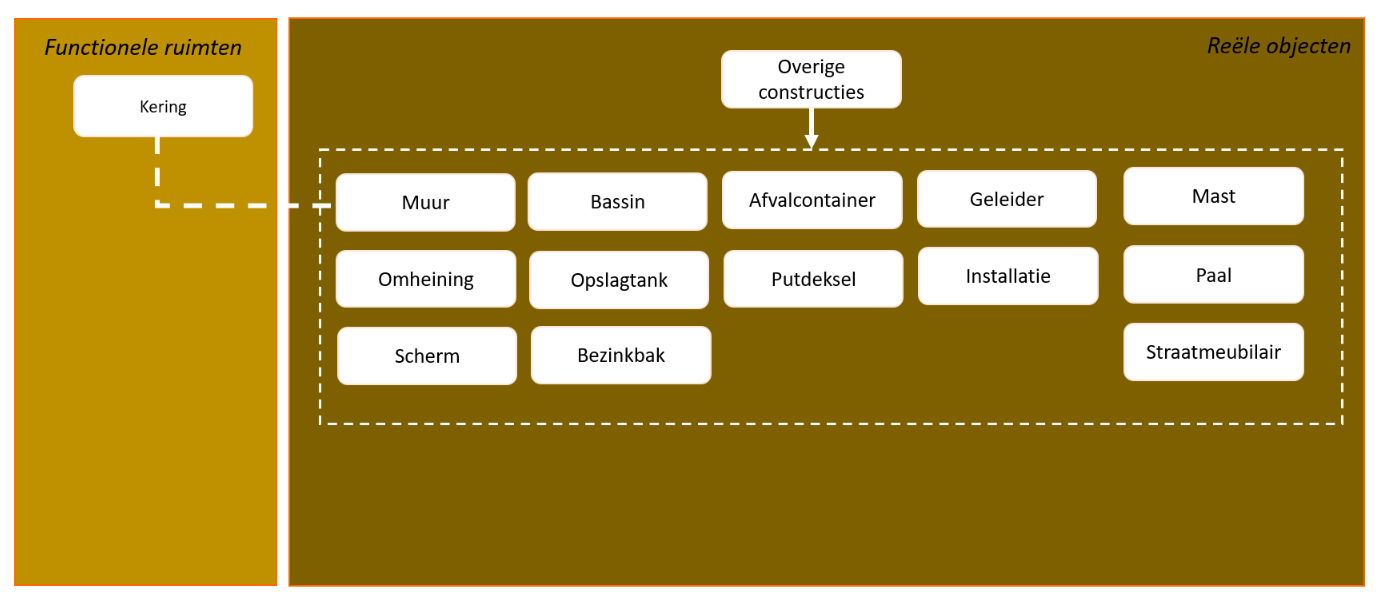 Functionele ruimten
Kering
Reële objecten
Overige
constructies
Muur
Bassin
Afvalcontainer
Geleider
Mast
Omheining
Opslagtank
Putdeksel
Installatie
Paal
Scherm
Bezinkbak
Straatmeubilair